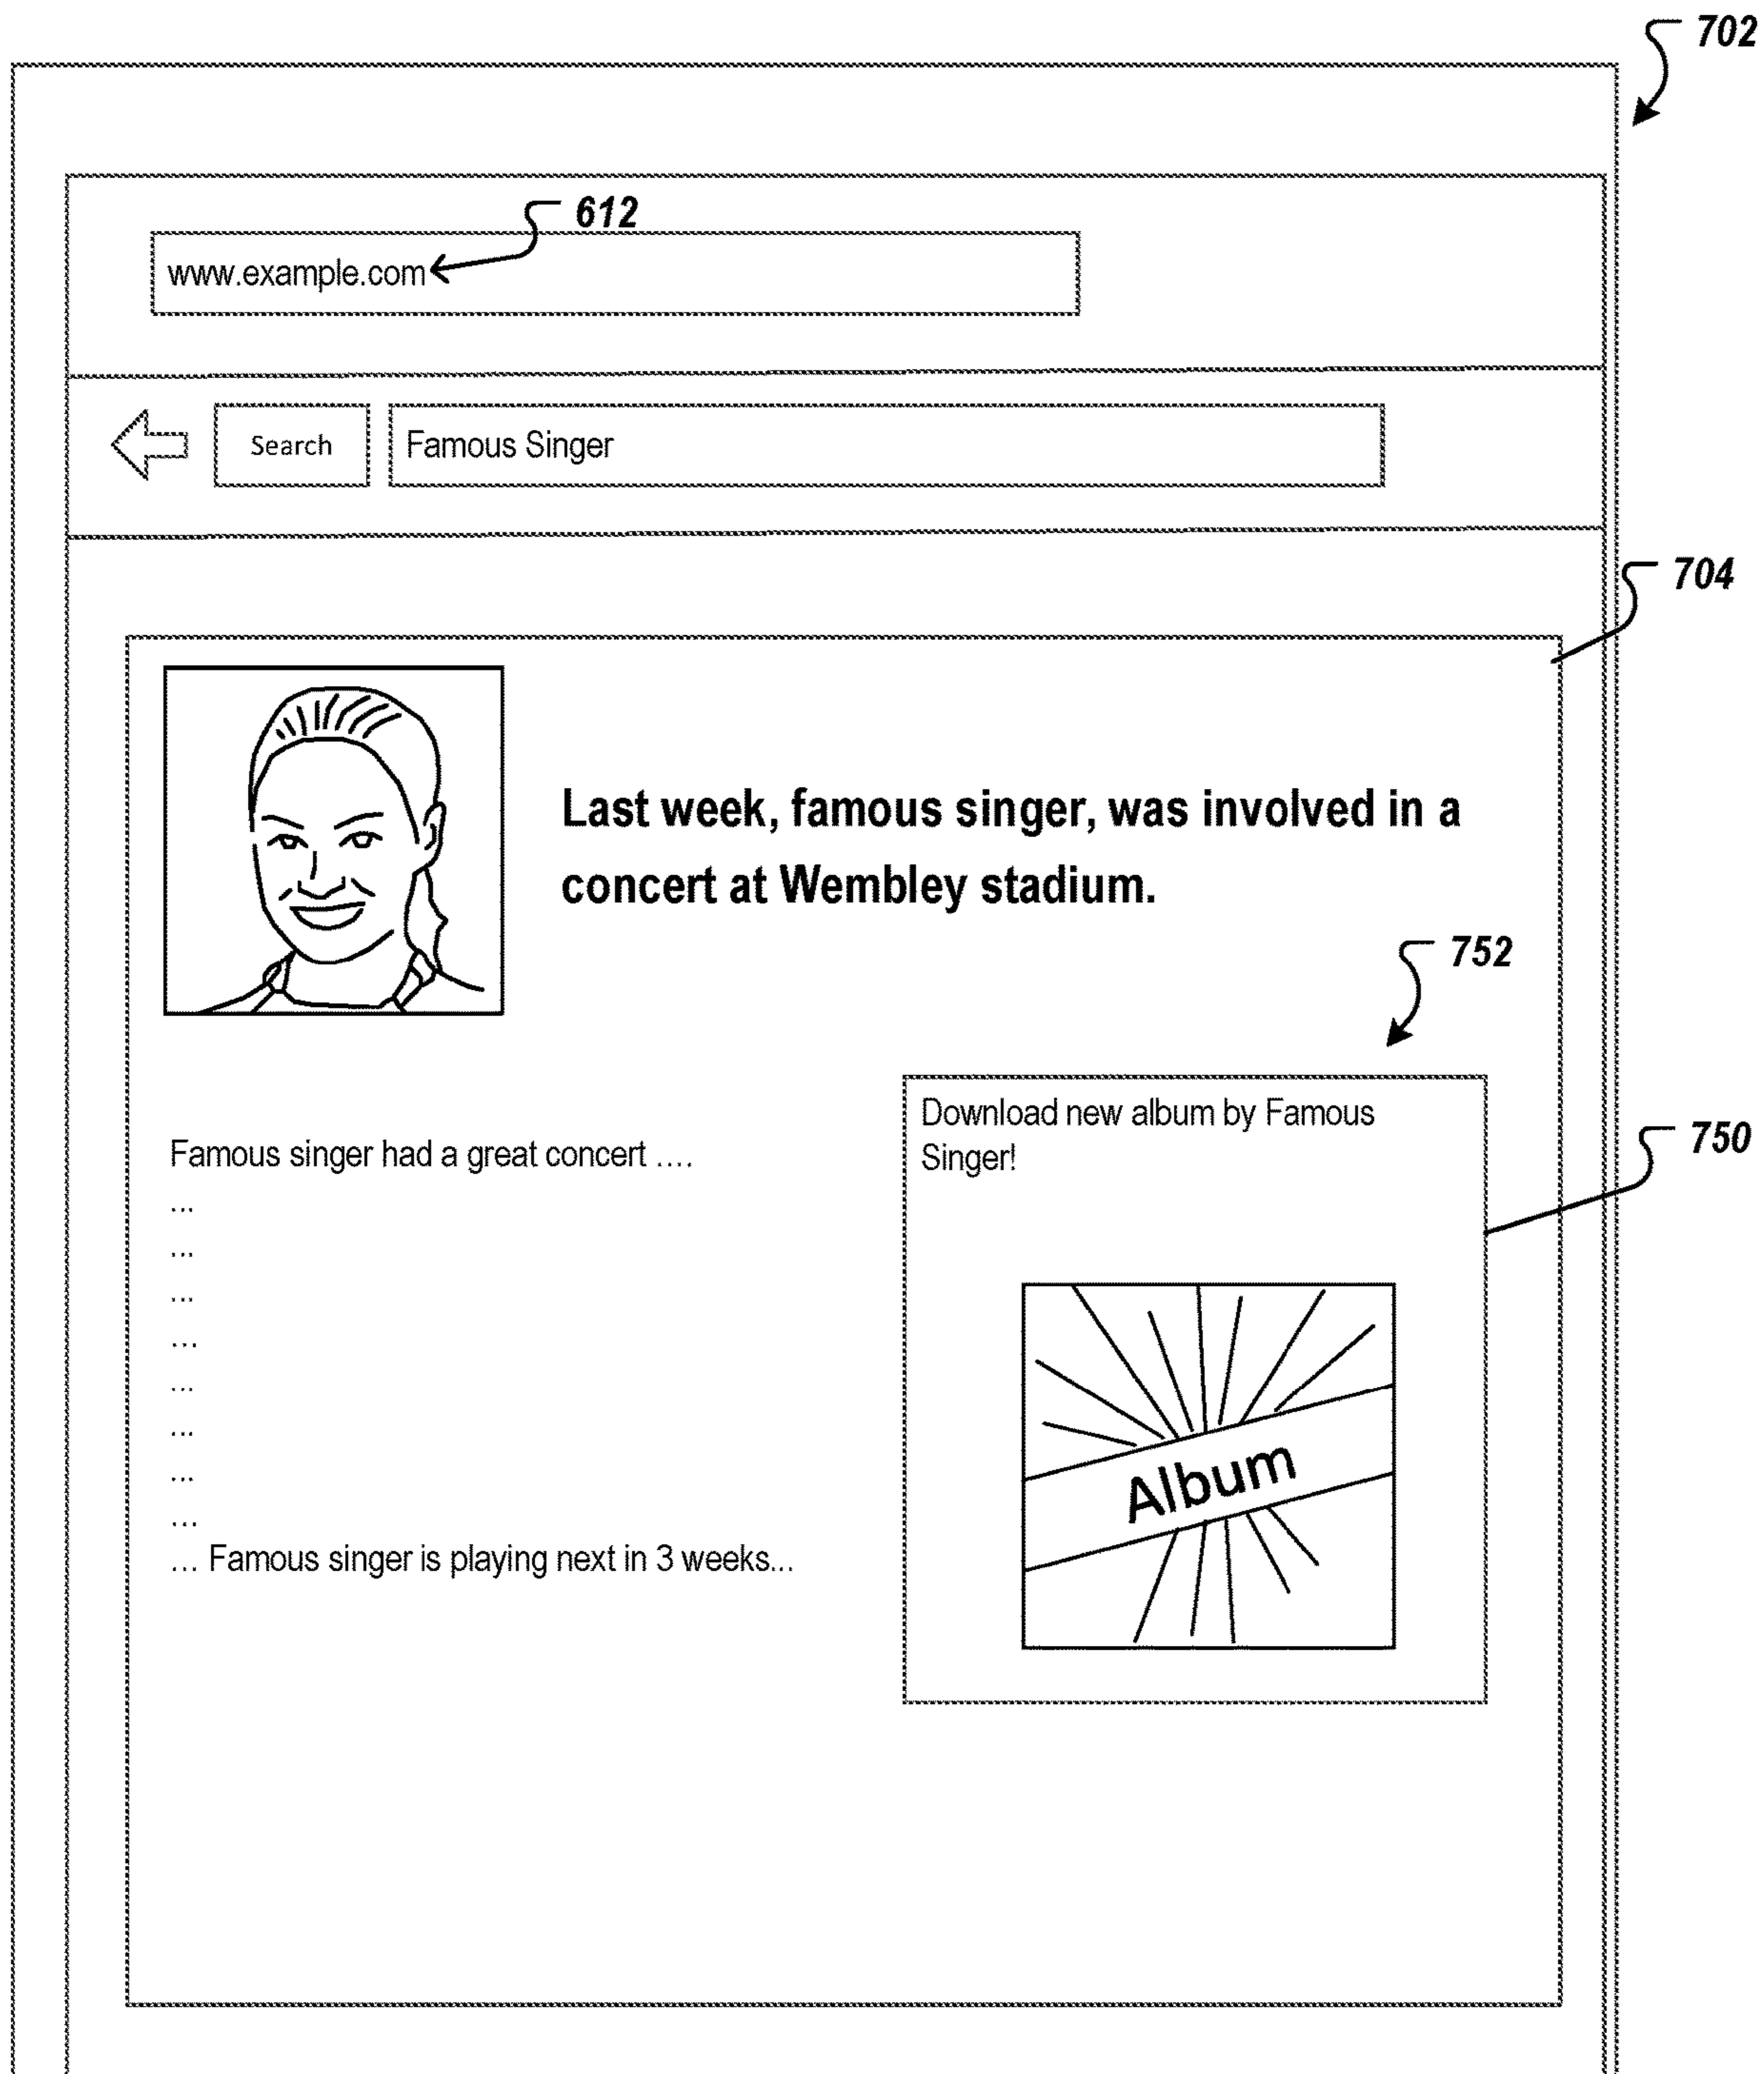 702
612
www.example.com
Search
Famous Singer
704
Last week, famous singer, was involved in a
concert at Wembley stadium.
752
Download new album by Famous
Singer!
750
Famous singer had a great concert ....
...
...
...
...
...
...
...
...
... Famous singer is playing next in 3 weeks...
Album